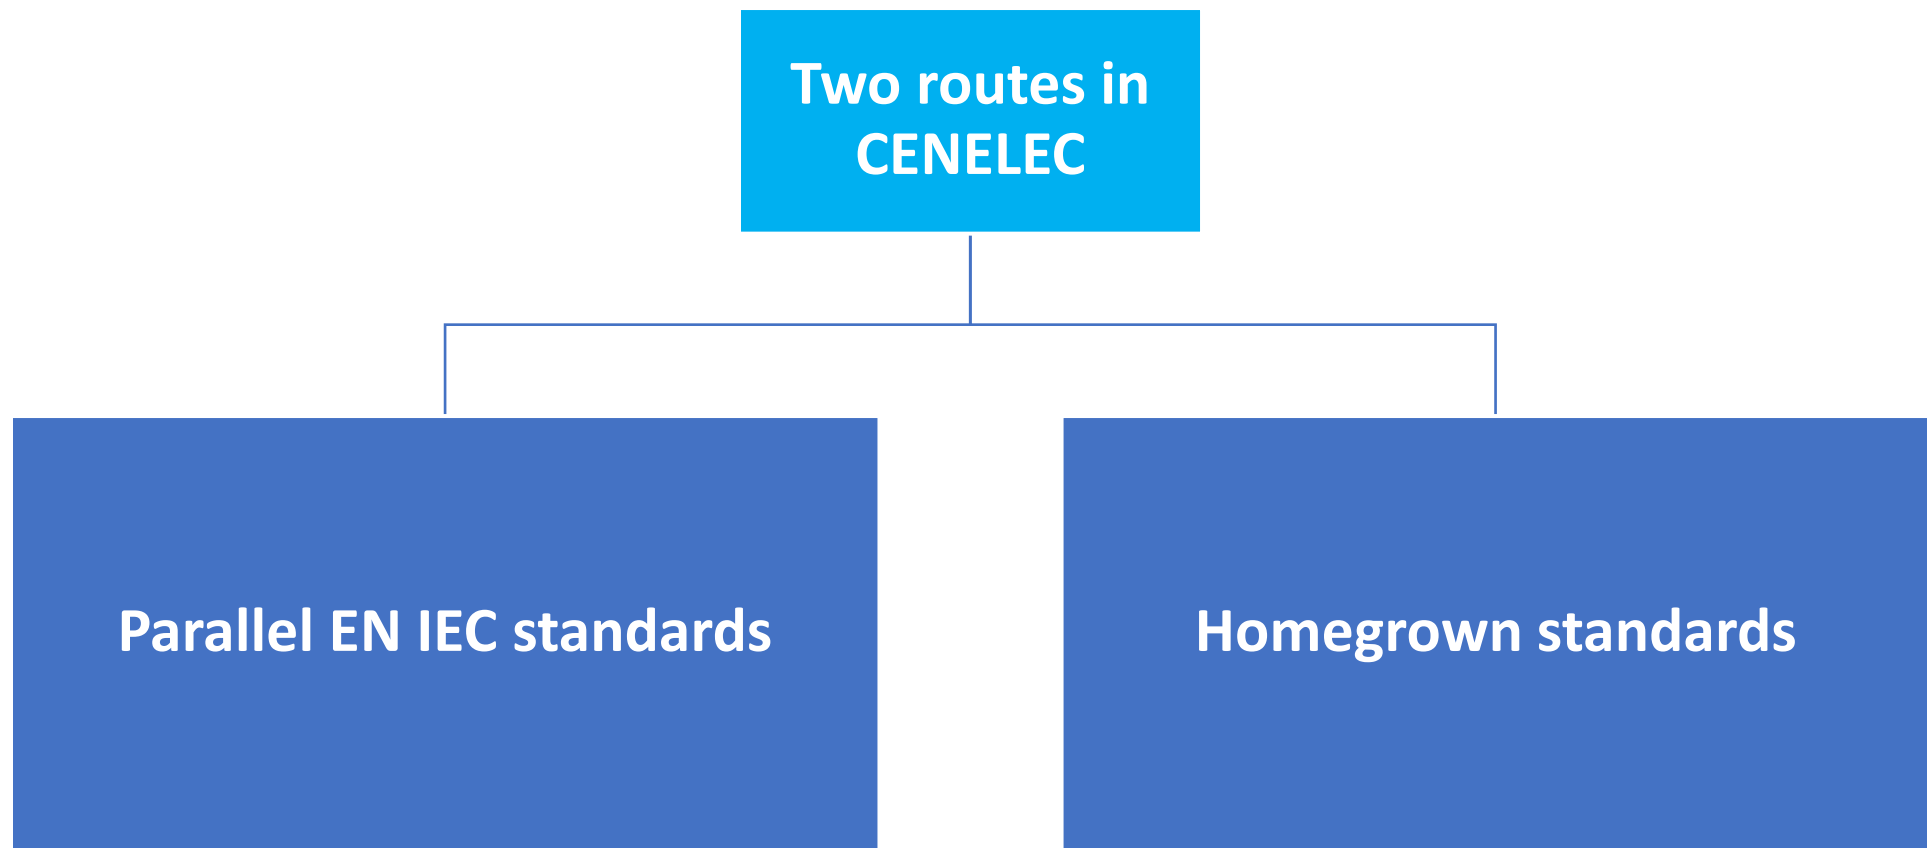 Two routes in
CENELEC
Parallel EN IEC standards
Homegrown standards